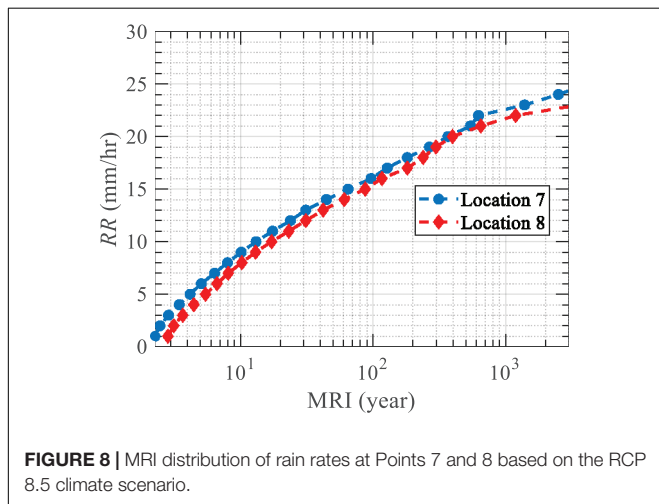 30
25
20
15
10
5
0
RR (mm/hr)
Location 7
Location 8
10^1
10^2
10^3
MRI (year)
FIGURE 8 | MRI distribution of rain rates at Points 7 and 8 based on the RCP
8.5 climate scenario.